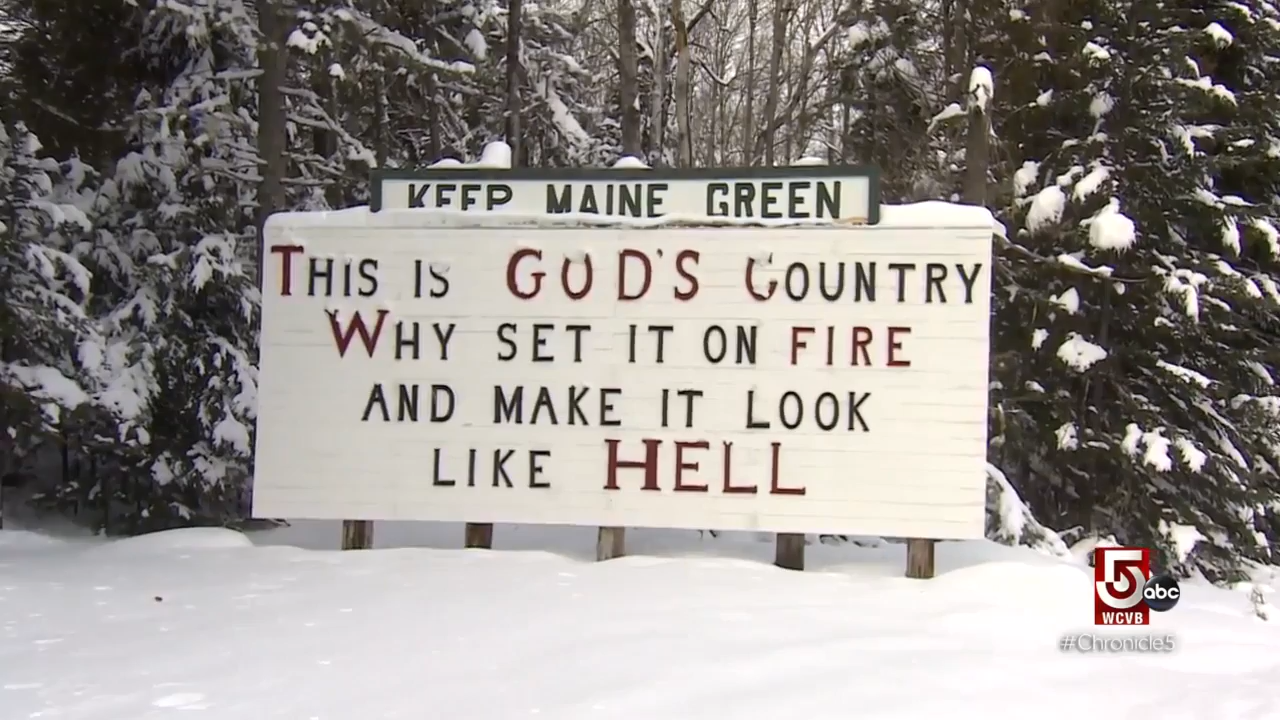 KEEP MAINE GREEN
THIS IS GOD'S COUNTRY
WHY SET IT ON FIRE
AND MAKE IT LOOK
LIKE HELL
5 abc
WCVB
#Chronicle5